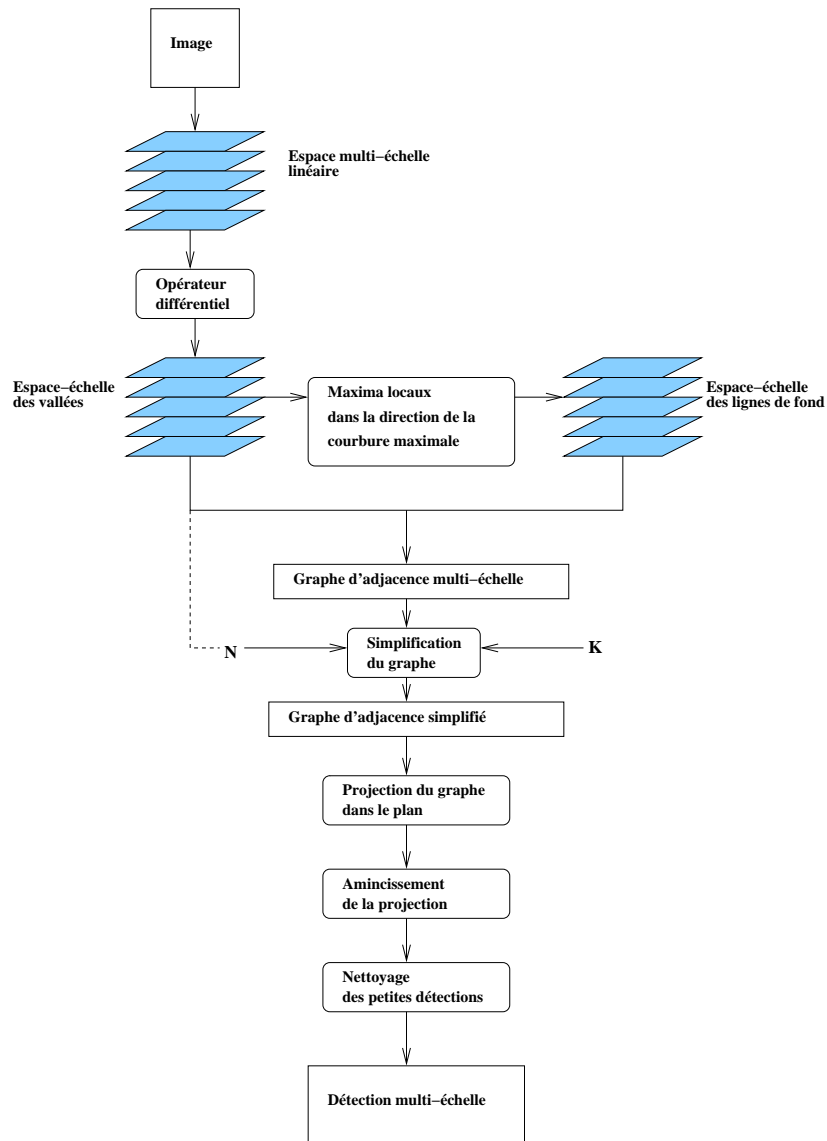 Image
Espace multi−échelle
linéaire
Opérateur
différentiel
Espace−échelle
des vallées
Maxima locaux
dans la direction de la
courbure maximale
Espace−échelle
des lignes de fond
Graphe d'adjacence multi−échelle
N
Simplification
du graphe
K
Graphe d'adjacence simplifié
Projection du graphe
dans le plan
Amincissement
de la projection
Nettoyage
des petites détections
Détection multi−échelle